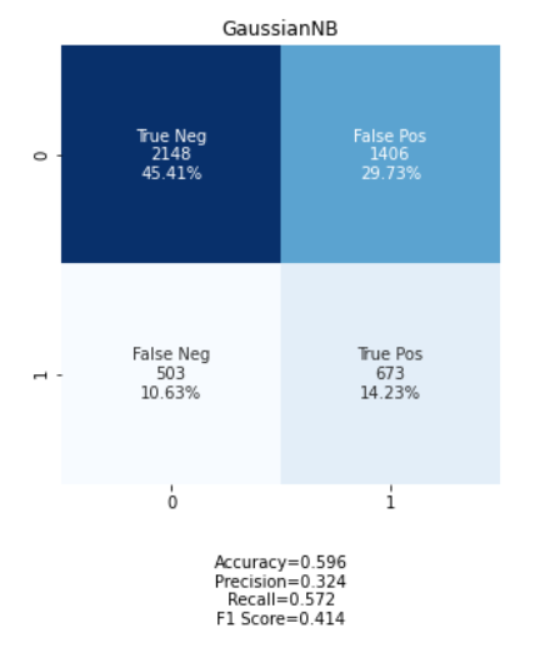 GaussianNB
True Neg
2148
45.41%
False Pos
1406
29.73%
0
False Neg
503
10.63%
True Pos
673
14.23%
1
0
1
Accuracy=0.596
Precision=0.324
Recall=0.572
F1 Score=0.414